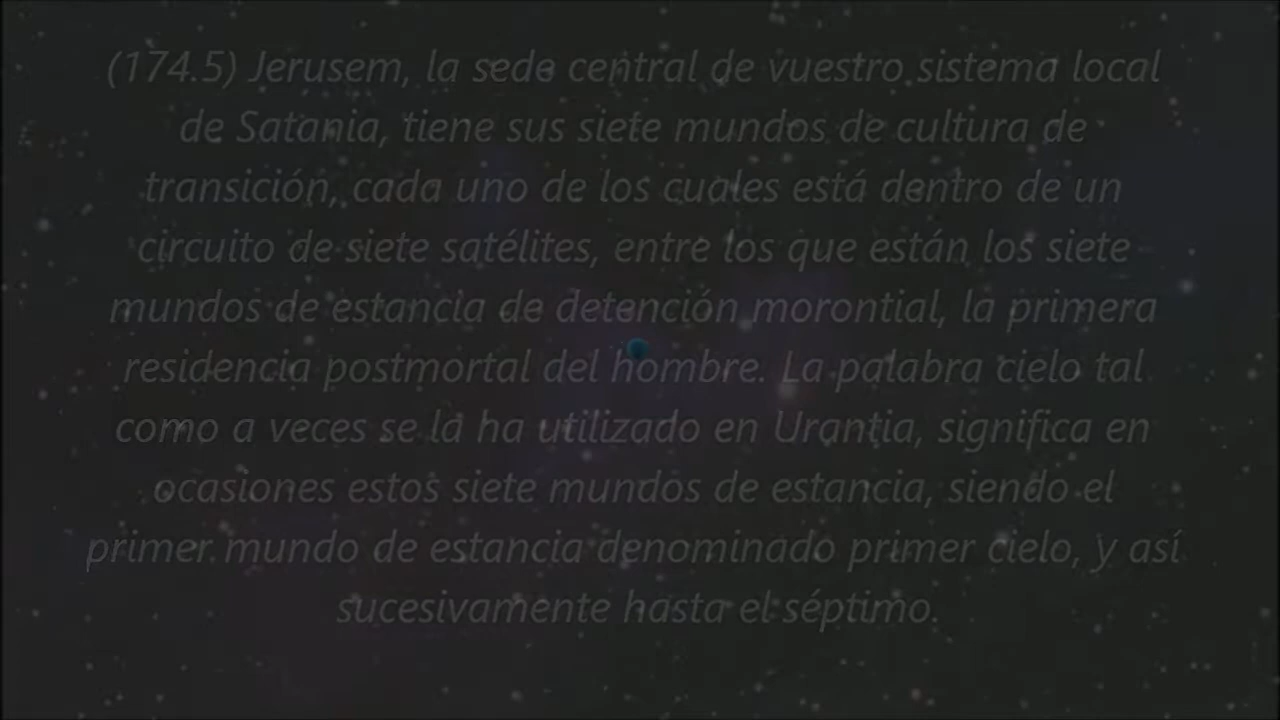 (174.5) Jerusem, la sede central de vuestro sistema local
de Satania, tiene sus siete mundos de cultura de
transición, cada uno de los cuales está dentro de un
circuito de siete satélites, entre los que están los siete
mundos de estancia de detención morontial, la primera
residencia postmortal del hombre. La palabra cielo tal
como a veces se la ha utilizado en Urantia, significa en
ocasiones estos siete mundos de estancia, siendo el
primer mundo de estancia denominado primer cielo, y así
sucesivamente hasta el séptimo.